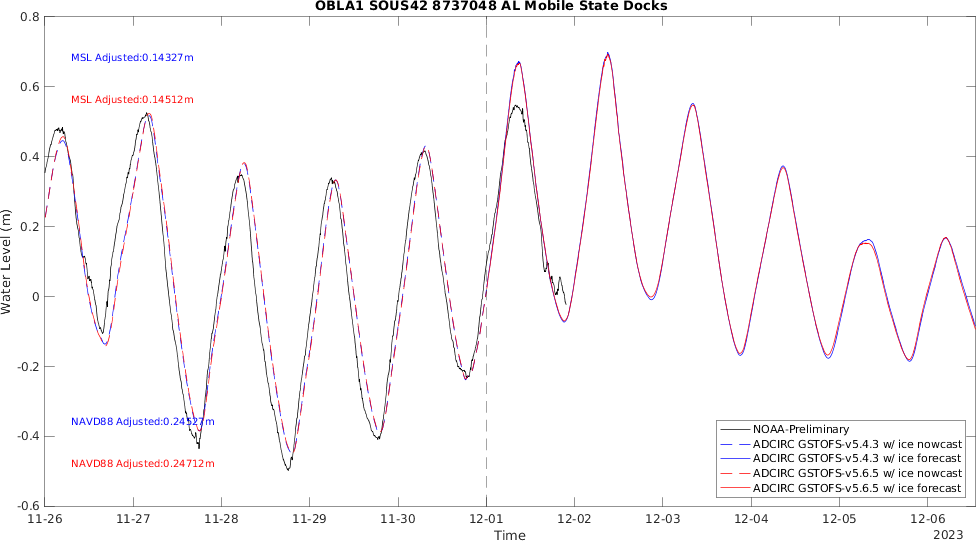 OBLA1 SOUS42 8737048 AL Mobile State Docks
0.8
0.6
0.4
0.2
0
-0.2
-0.4
-0.6
Water Level (m)
MSL Adjusted:0.14327m
MSL Adjusted:0.14512m
NAVD88 Adjusted:0.24527m
NAVD88 Adjusted:0.24712m
NOAA-Preliminary
ADCIRC GSTOFS-v5.4.3 w/ ice nowcast
ADCIRC GSTOFS-v5.4.3 w/ ice forecast
ADCIRC GSTOFS-v5.6.5 w/ ice nowcast
ADCIRC GSTOFS-v5.6.5 w/ ice forecast
11-26 11-27 11-28 11-29 11-30 12-01 12-02 12-03 12-04 12-05 12-06
Time
2023